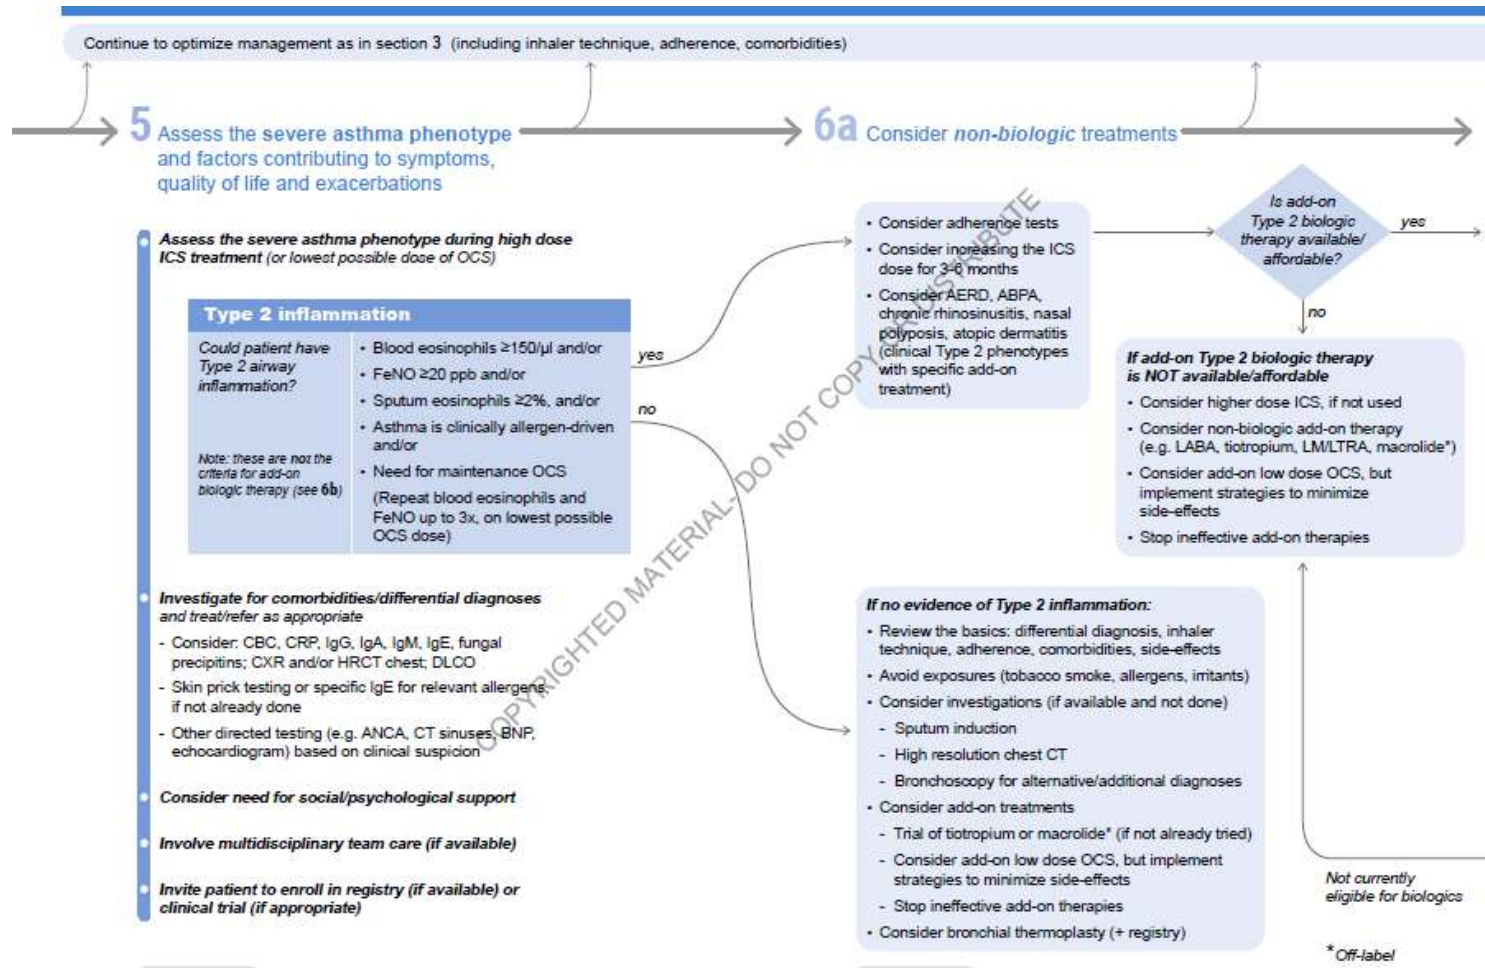 Continue to optimize management as in section 3 (including inhaler technique, adherence, comorbidities)
5 Assess the severe asthma phenotype
and factors contributing to symptoms,
quality of life and exacerbations
Assess the severe asthma phenotype during high dose
ICS treatment (or lowest possible dose of OCS)
Type 2 inflammation
Could patient have
Type 2 airway
inflammation?
Note: these are not the
criteria for add-on
biologic therapy (see 6b)
• Blood eosinophils ≥150/µl and/or
• FeNO ≥20 ppb and/or
• Sputum eosinophils ≥2%, and/or
• Asthma is clinically allergen-driven
and/or
• Need for maintenance OCS
(Repeat blood eosinophils and
FeNO up to 3x, on lowest possible
OCS dose)
yes
no
Investigate for comorbidities/differential diagnoses
and treat/refer as appropriate
- Consider: CBC, CRP, IgG, IgA, IgM, IgE, fungal
precipitins; CXR and/or HRCT chest; DLCO
- Skin prick testing or specific IgE for relevant allergens,
if not already done
- Other directed testing (e.g. ANCA, CT sinuses, BNP,
echocardiogram) based on clinical suspicion
Consider need for social/psychological support
Involve multidisciplinary team care (if available)
Invite patient to enroll in registry (if available) or
clinical trial (if appropriate)
6a Consider non-biologic treatments
• Consider adherence tests
• Consider increasing the ICS
dose for 3-6 months
• Consider AERD, ABPA,
chronic rhinosinusitis, nasal
polyposis, atopic dermatitis
(clinical Type 2 phenotypes
with specific add-on
treatment)
Is add-on
Type 2 biologic
therapy available/
affordable?
yes
no
If add-on Type 2 biologic therapy
is NOT available/affordable
• Consider higher dose ICS, if not used
• Consider non-biologic add-on therapy
(e.g. LABA, tiotropium, LM/LTRA, macrolide*)
• Consider add-on low dose OCS, but
implement strategies to minimize
side-effects
• Stop ineffective add-on therapies
If no evidence of Type 2 inflammation:
• Review the basics: differential diagnosis, inhaler
technique, adherence, comorbidities, side-effects
• Avoid exposures (tobacco smoke, allergens, irritants)
• Consider investigations (if available and not done)
- Sputum induction
- High resolution chest CT
- Bronchoscopy for alternative/additional diagnoses
• Consider add-on treatments
- Trial of tiotropium or macrolide* (if not already tried)
- Consider add-on low dose OCS, but implement
strategies to minimize side-effects
- Stop ineffective add-on therapies
• Consider bronchial thermoplasty (+ registry)
Not currently
eligible for biologics
*Off-label
COPYRIGHTED MATERIAL- DO NOT COPY OR DISTRIBUTE